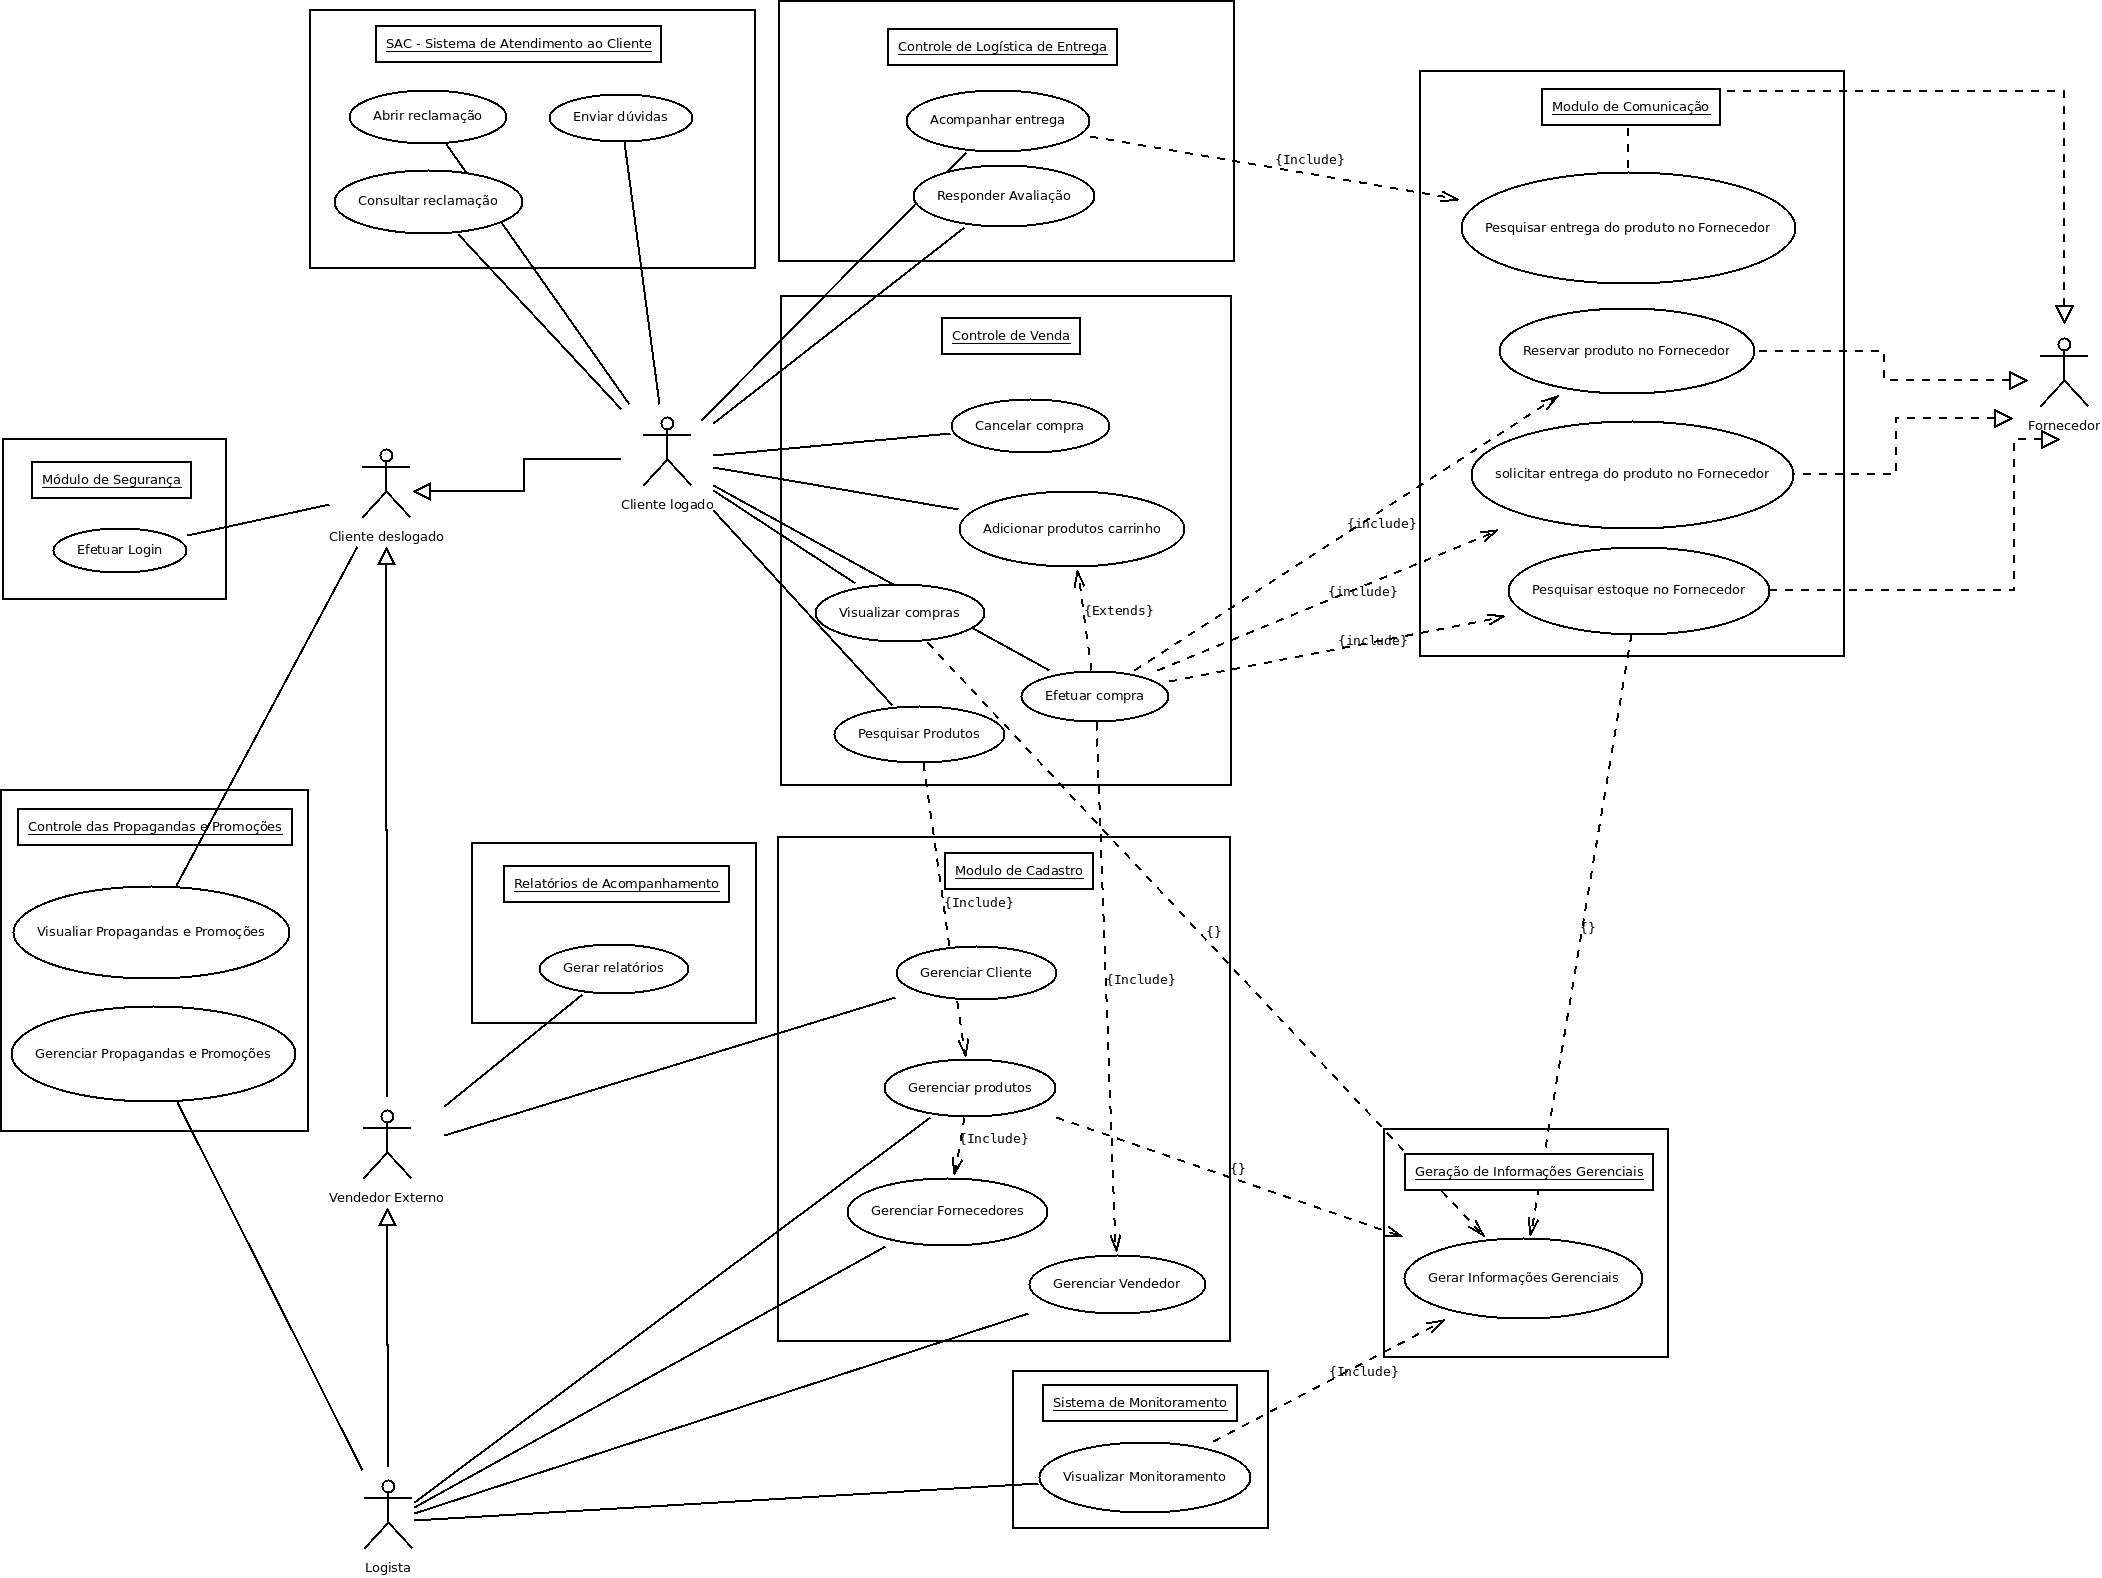 SAC - Sistema de Atendimento ao Cliente
Abrir reclamação
Enviar dúvidas
Consultar reclamação
Controle de Logística de Entrega
Acompanhar entrega
Responder Avaliação
{Include}
Modulo de Comunicação
Pesquisar entrega do produto no Fornecedor
Reservar produto no Fornecedor
solicitar entrega do produto no Fornecedor
Pesquisar estoque no Fornecedor
Fornecedor
Controle de Venda
Cancelar compra
Adicionar produtos carrinho
Visualizar compras
{Extends}
Efetuar compra
Pesquisar Produtos
{include}
{include}
{include}
Cliente logado
Módulo de Segurança
Efetuar Login
Cliente deslogado
Controle das Propagandas e Promoções
Visualiar Propagandas e Promoções
Gerenciar Propagandas e Promoções
Relatórios de Acompanhamento
Gerar relatórios
Vendedor Externo
Modulo de Cadastro
{Include}
Gerenciar Cliente
{Include}
Gerenciar produtos
{Include}
Gerenciar Fornecedores
Gerenciar Vendedor
{}
{}
{}
Geração de Informações Gerenciais
Gerar Informações Gerenciais
{Include}
Sistema de Monitoramento
Visualizar Monitoramento
Logista